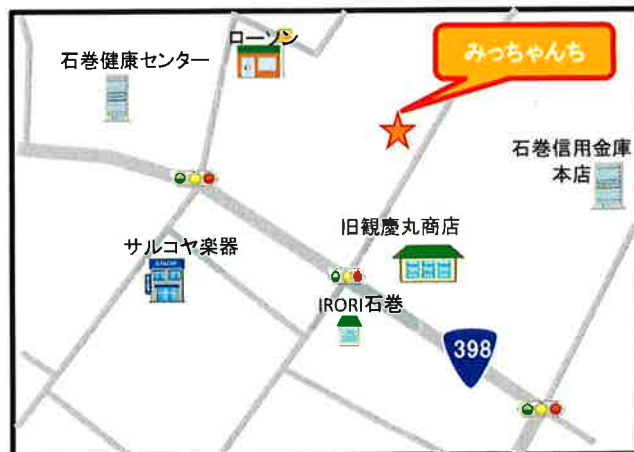 ローソン
みっちゃんち
石巻健康センター
石巻信用金庫
本店
旧観慶丸商店
サルコヤ楽器
IRORI石巻
398